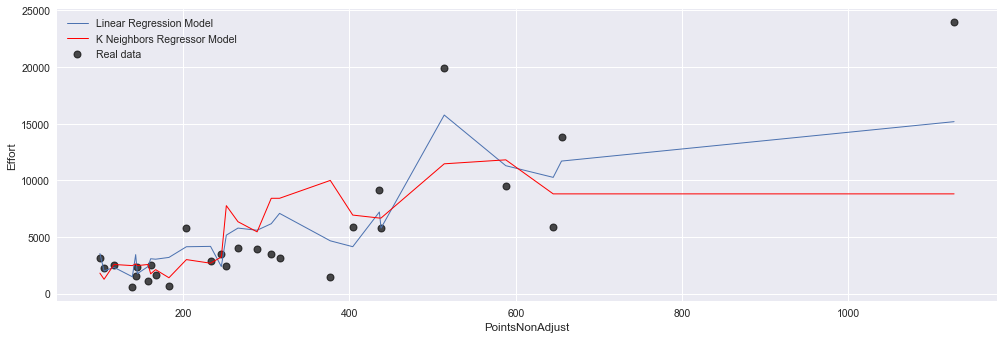 Linear Regression Model
K Neighbors Regressor Model
Real data
25000
20000
15000
10000
5000
0
Effort
200
400
600
800
1000
PointsNonAdjust